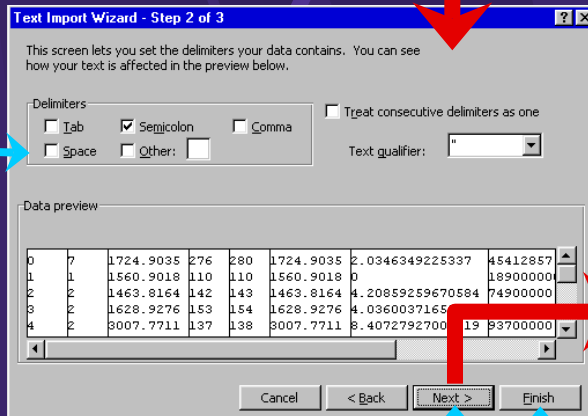 Text Import Wizard - Step 2 of 3
This screen lets you set the delimiters your data contains. You can see
how your text is affected in the preview below.
Delimiters
Tab Semicolon Comma
Treat consecutive delimiters as one
Space Other:
Text qualifier: "
Data preview
0 7 1724.9035 276 280 1724.9035 2.0346349225337 45412857
1 1 1560.9018 110 110 1560.9018 0 18900000
2 2 1463.8164 142 143 1463.8164 4.20859259670584 74900000
3 2 1628.9276 153 154 1628.9276
4 2 3007.7711 137 138 3007.7711 93700000
Cancel < Back Next > Finish